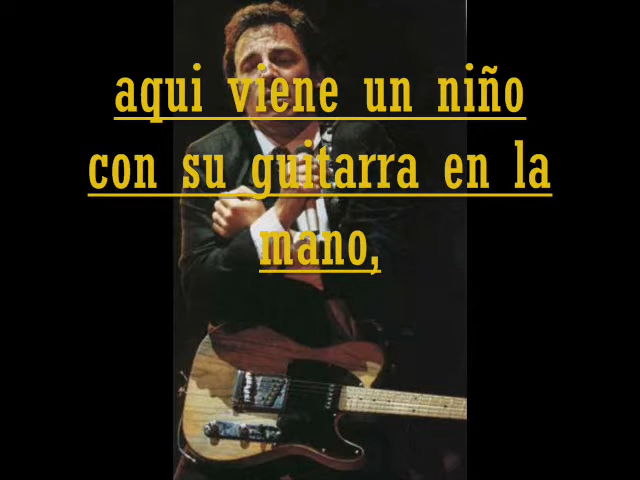 aqui viene un niño
con su guitarra en la
mano,